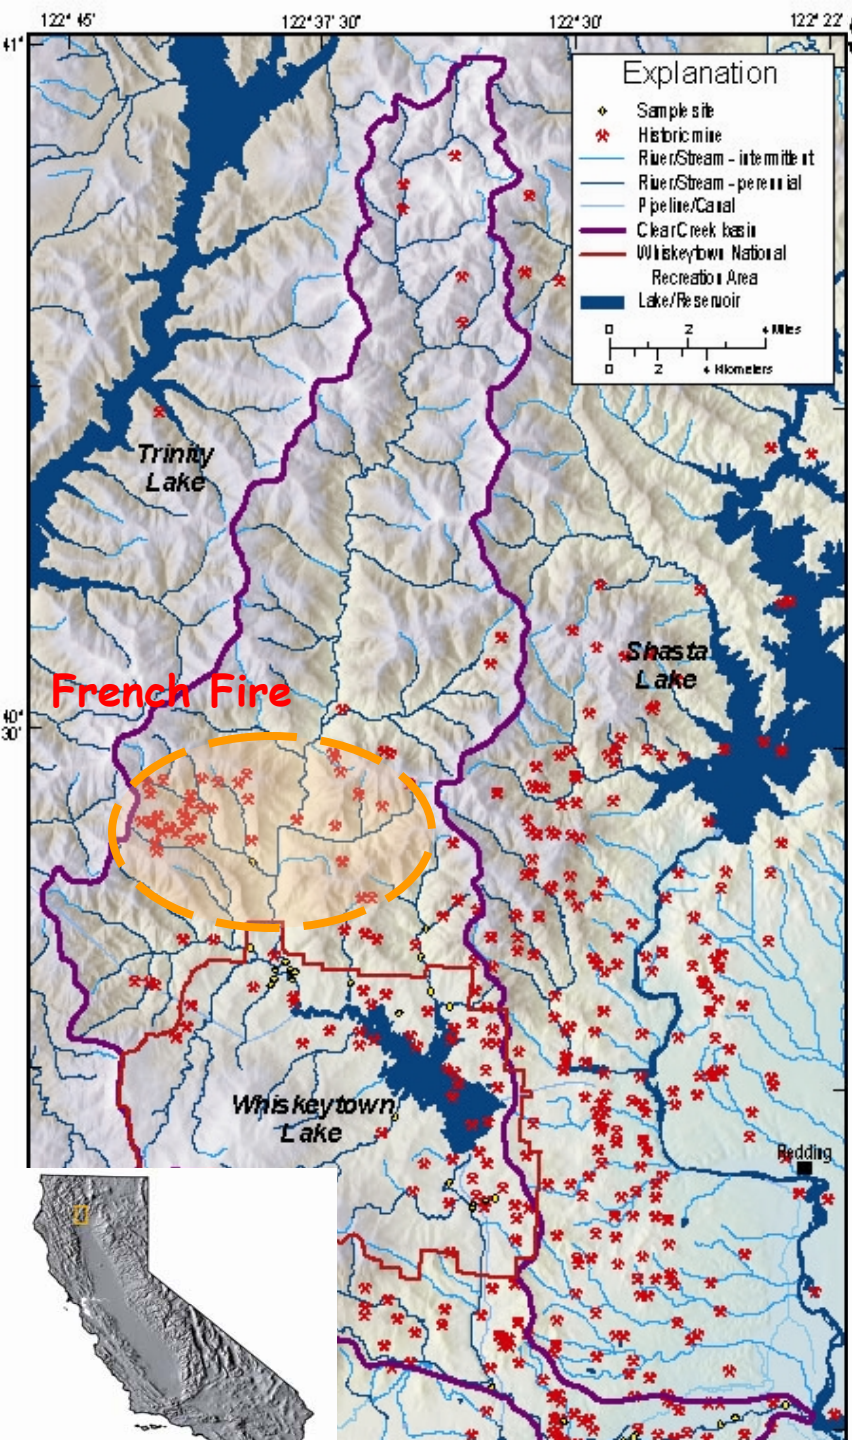 122° 45' 122° 37' 30" 122° 30' 122° 22'
41°
Explanation
Sample site
Historic mine
River/Stream - intermittent
River/Stream - perennial
Pipeline/Canal
Clear Creek basin
Whiskeytown National
Recreation Area
Lake/Reservoir
0 2 4 Miles
0 2 4 Kilometers
Trinity
Lake
Shasta
Lake
French Fire
40°
30'
Whiskeytown
Lake
Redding